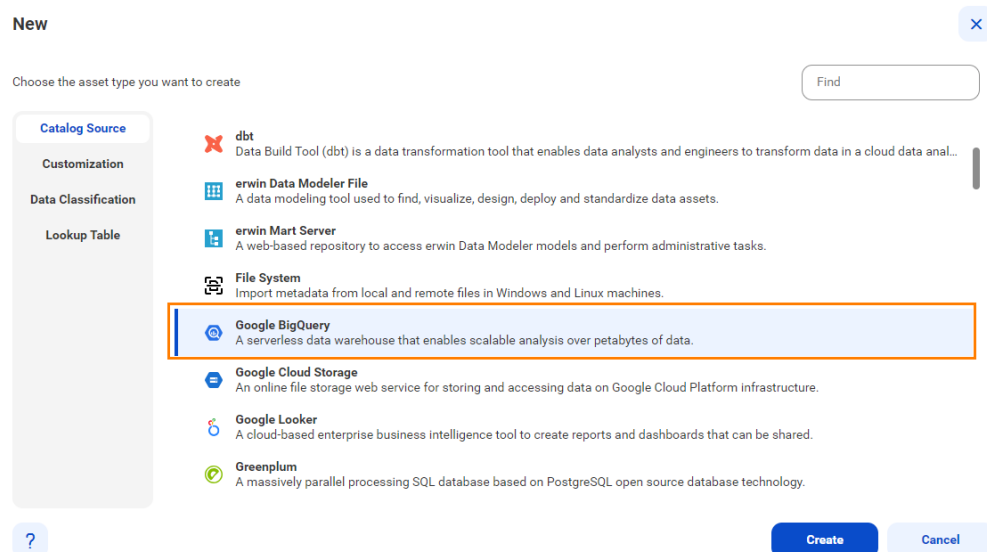 New
Choose the asset type you want to create
Find
Catalog Source
Customization
Data Classification
Lookup Table
dbt
Data Build Tool (dbt) is a data transformation tool that enables data analysts and engineers to transform data in a cloud data anal...
erwin Data Modeler File
A data modeling tool used to find, visualize, design, deploy and standardize data assets.
erwin Mart Server
A web-based repository to access erwin Data Modeler models and perform administrative tasks.
File System
Import metadata from local and remote files in Windows and Linux machines.
Google BigQuery
A serverless data warehouse that enables scalable analysis over petabytes of data.
Google Cloud Storage
An online file storage web service for storing and accessing data on Google Cloud Platform infrastructure.
Google Looker
A cloud-based enterprise business intelligence tool to create reports and dashboards that can be shared.
Greenplum
A massively parallel processing SQL database based on PostgreSQL open source database technology.
?
Create
Cancel